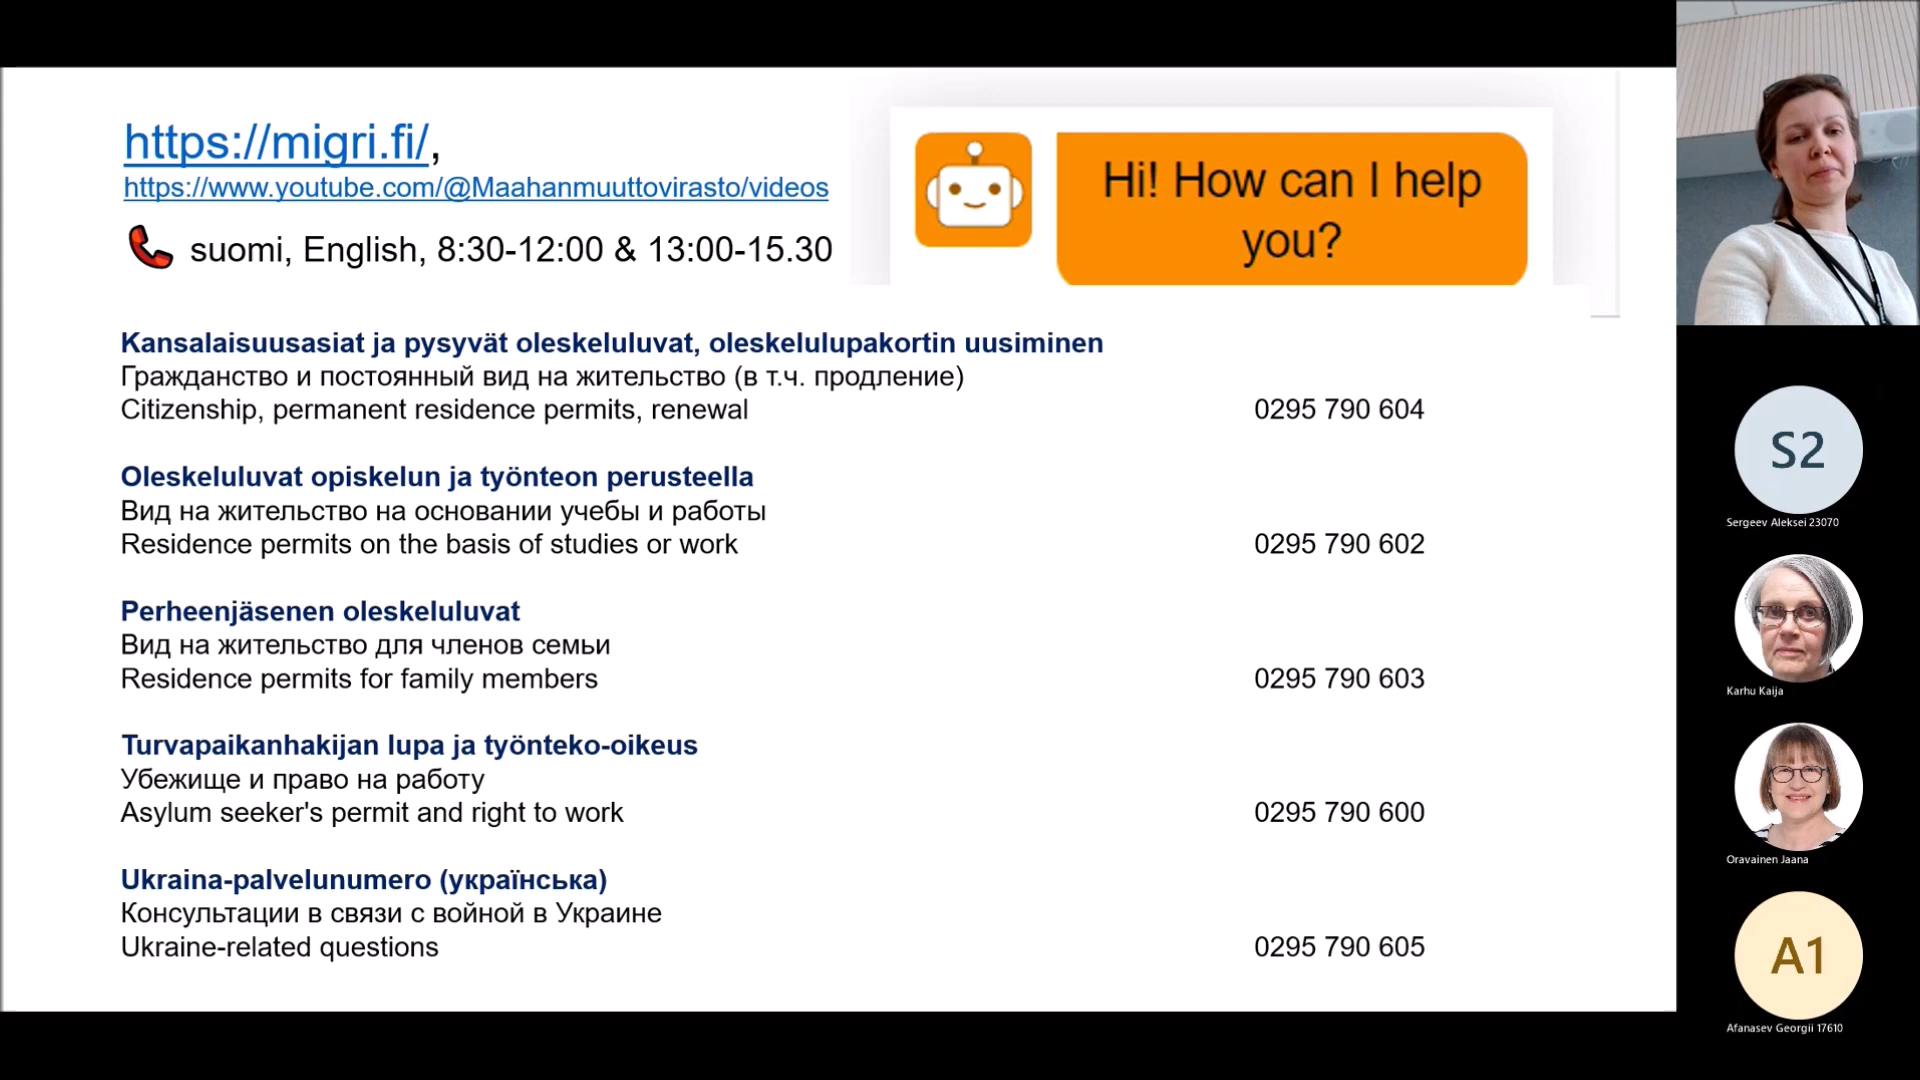 https://migri.fi/,
https://www.youtube.com/@Maahanmuuttovirasto/videos
suomi, English, 8:30-12:00 & 13:00-15.30
Hi! How can I help
you?
Kansalaisuusasiat ja pysyvät oleskeluluvat, oleskelulupakortin uusiminen
Гражданство и постоянный вид на жительство (в т.ч. продление)
Citizenship, permanent residence permits, renewal 0295 790 604
Oleskeluluvat opiskelun ja työnteon perusteella
Вид на жительство на основании учебы и работы
Residence permits on the basis of studies or work 0295 790 602
Perheenjäsenen oleskeluluvat
Вид на жительство для членов семьи
Residence permits for family members 0295 790 603
Turvapaikanhakijan lupa ja työnteko-oikeus
Убежище и право на работу
Asylum seeker's permit and right to work 0295 790 600
Ukraina-palvelunumero (українська)
Консультации в связи с войной в Украине
Ukraine-related questions 0295 790 605
S2
Sergeev Aleksei 23070
Karhu Kaija
Oravainen Jaana
A1
Afanasev Georgii 17610